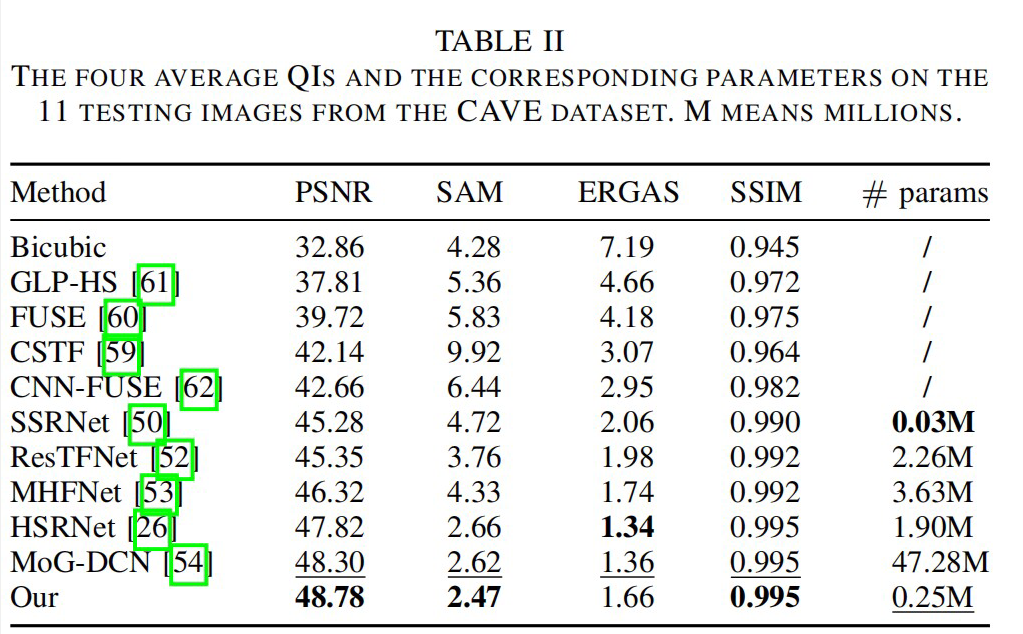 TABLE II
THE FOUR AVERAGE QIS AND THE CORRESPONDING PARAMETERS ON THE
11 TESTING IMAGES FROM THE CAVE DATASET. M MEANS MILLIONS.
Method PSNR SAM ERGAS SSIM # params
Bicubic 32.86 4.28 7.19 0.945 /
GLP-HS [61] 37.81 5.36 4.66 0.972 /
FUSE [60] 39.72 5.83 4.18 0.975 /
CSTF [59] 42.14 9.92 3.07 0.964 /
CNN-FUSE [62] 42.66 6.44 2.95 0.982 /
SSRNet [50] 45.28 4.72 2.06 0.990 0.03M
ResTFNet [52] 45.35 3.76 1.98 0.992 2.26M
MHFNet [53] 46.32 4.33 1.74 0.992 3.63M
HSRNet [26] 47.82 2.66 1.34 0.995 1.90M
MoG-DCN [54] 48.30 2.62 1.36 0.995 47.28M
Our 48.78 2.47 1.66 0.995 0.25M